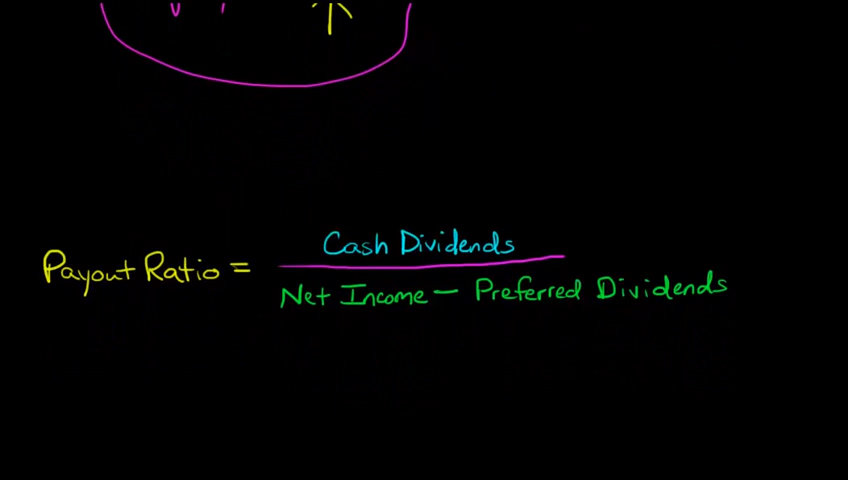 Cash Dividends
Payout Ratio =
Net Income - Preferred Dividends